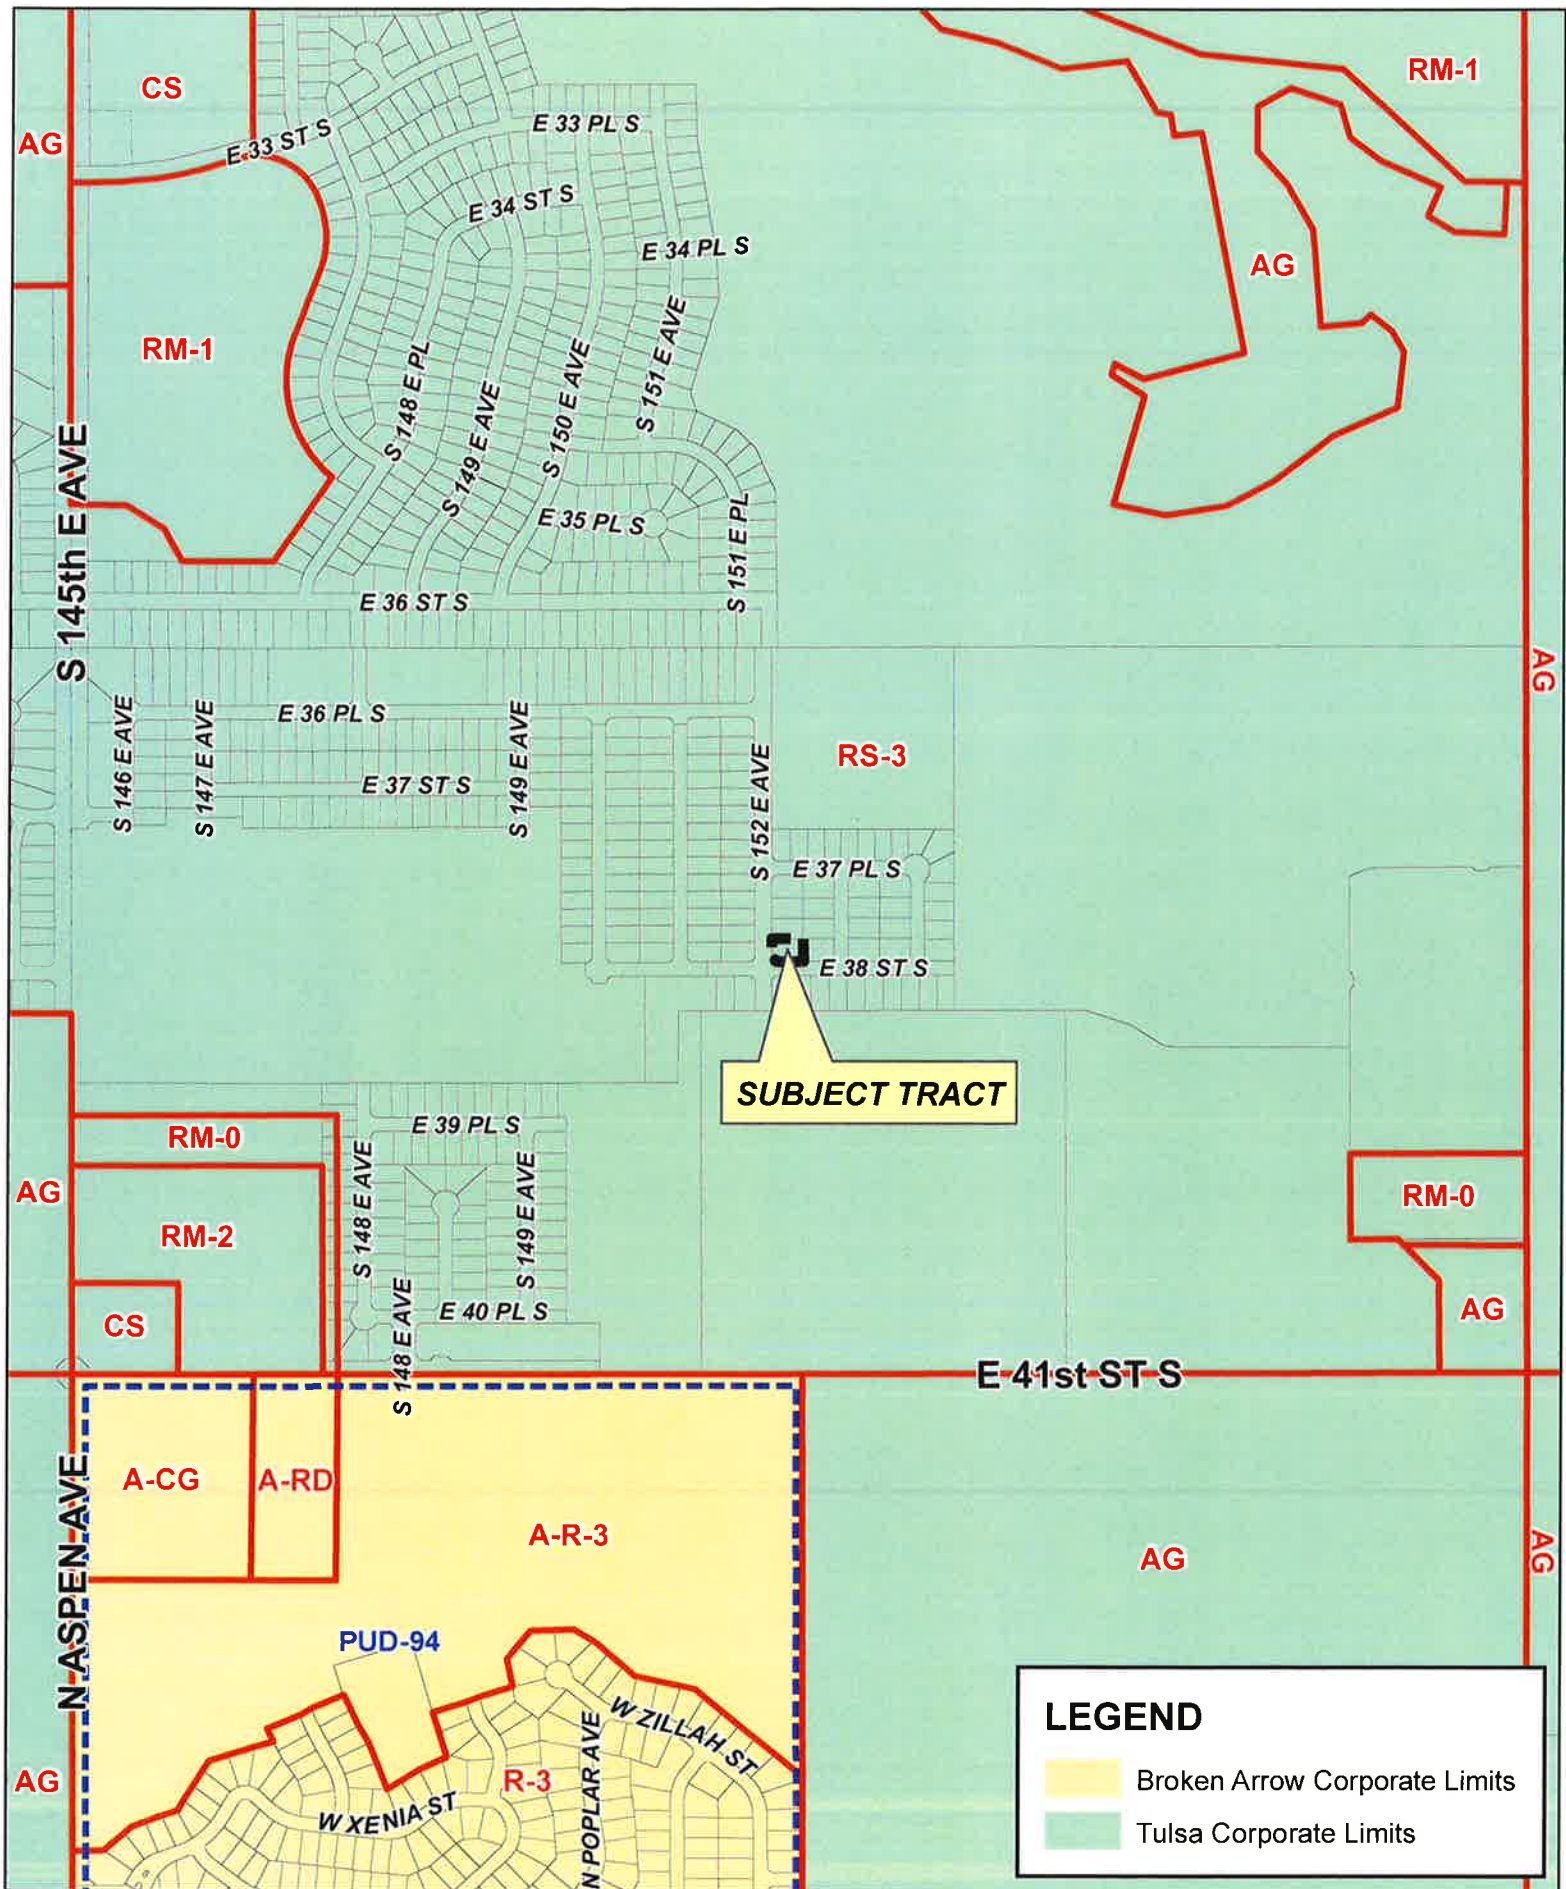 CS
RM-1
AG
E 33 ST S
E 33 PL S
E 34 ST S
E 34 PL S
AG
RM-1
S 148 E PL
S 149 E AVE
S 150 E AVE
S 151 E AVE
S 145th E AVE
E 35 PL S
S 151 E PL
E 36 ST S
AG
S 146 E AVE
S 147 E AVE
E 36 PL S
E 37 ST S
S 149 E AVE
S 152 E AVE
RS-3
E 37 PL S
E 38 ST S
SUBJECT TRACT
RM-0
E 39 PL S
AG
RM-2
S 148 E AVE
S 149 E AVE
RM-0
CS
S 148 E AVE
E 40 PL S
AG
E 41st ST S
A-CG
A-RD
A-R-3
AG
AG
N ASPEN AVE
PUD-94
W ZILLAH ST
N POPLAR AVE
AG
R-3
W XENIA ST
LEGEND
Broken Arrow Corporate Limits
Tulsa Corporate Limits